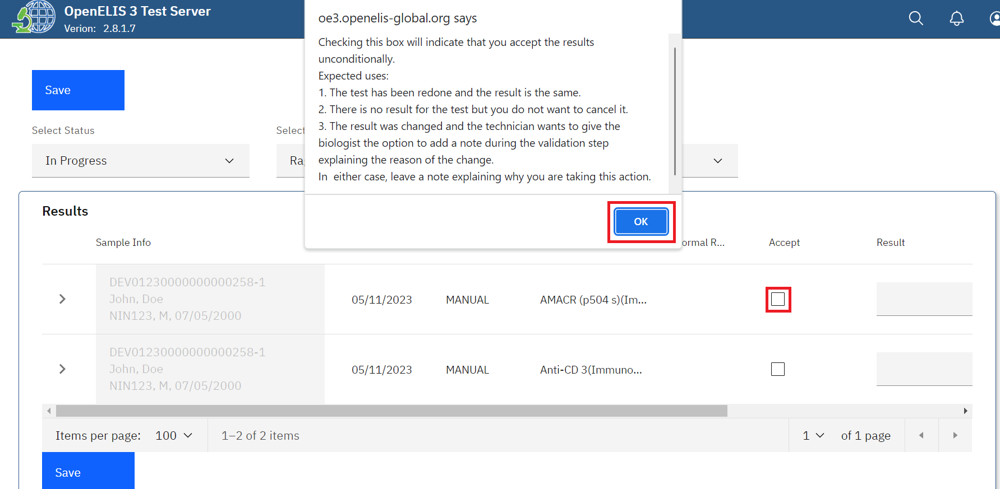 OpenELIS 3 Test Server
Verion: 2.8.1.7
oe3.openelis-global.org says
Checking this box will indicate that you accept the results
unconditionally.
Expected uses:
1. The test has been redone and the result is the same.
2. There is no result for the test but you do not want to cancel it.
3. The result was changed and the technician wants to give the
biologist the option to add a note during the validation step
explaining the reason of the change.
In either case, leave a note explaining why you are taking this action.
OK
Save
Select Status
Select
In Progress
Results
Sample Info
Accept
Result
DEV01230000000000258-1
John, Doe
NIN123, M, 07/05/2000
05/11/2023
MANUAL
AMACR (p504 s)(Im...
DEV01230000000000258-1
John, Doe
NIN123, M, 07/05/2000
05/11/2023
MANUAL
Anti-CD 3(Immuno...
Items per page: 100
1–2 of 2 items
1
of 1 page
Save